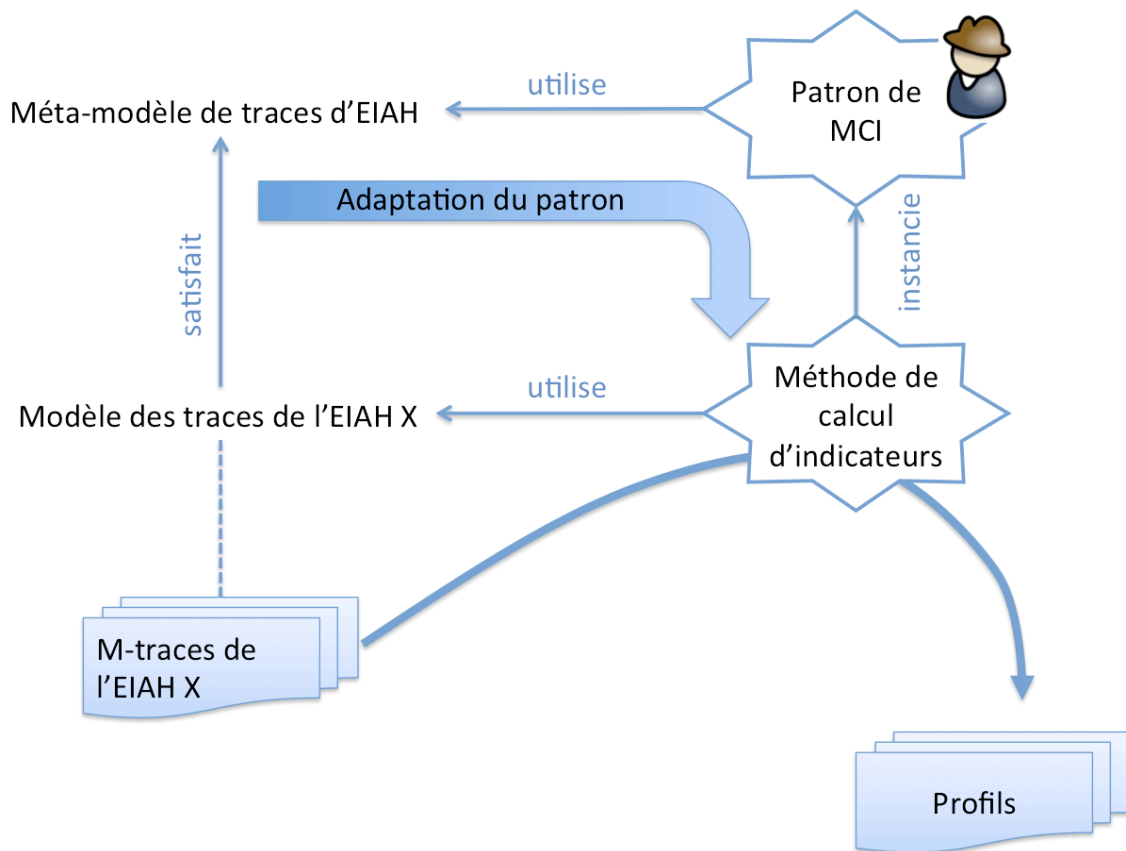 utilise
Patron de
MCI
Méta-modèle de traces d'EIAH
Adaptation du patron
satisfait
instancie
utilise
Méthode de
calcul
d'indicateurs
Modèle des traces de l'EIAH X
M-traces de
l'EIAH X
Profils